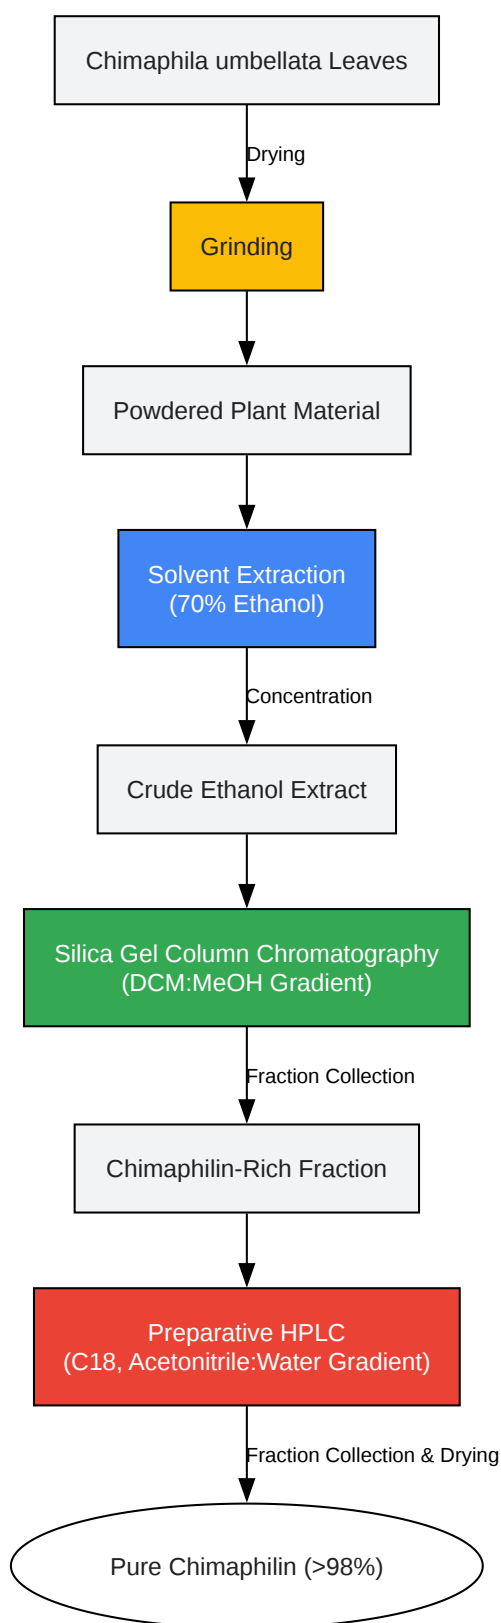 Chimaphila umbellata Leaves
Drying
Grinding
Powdered Plant Material
Solvent Extraction
(70% Ethanol)
Concentration
Crude Ethanol Extract
Silica Gel Column Chromatography
(DCM:MeOH Gradient)
Fraction Collection
Chimaphilin-Rich Fraction
Preparative HPLC
(C18, Acetonitrile:Water Gradient)
Fraction Collection & Drying
Pure Chimaphilin (>98%)